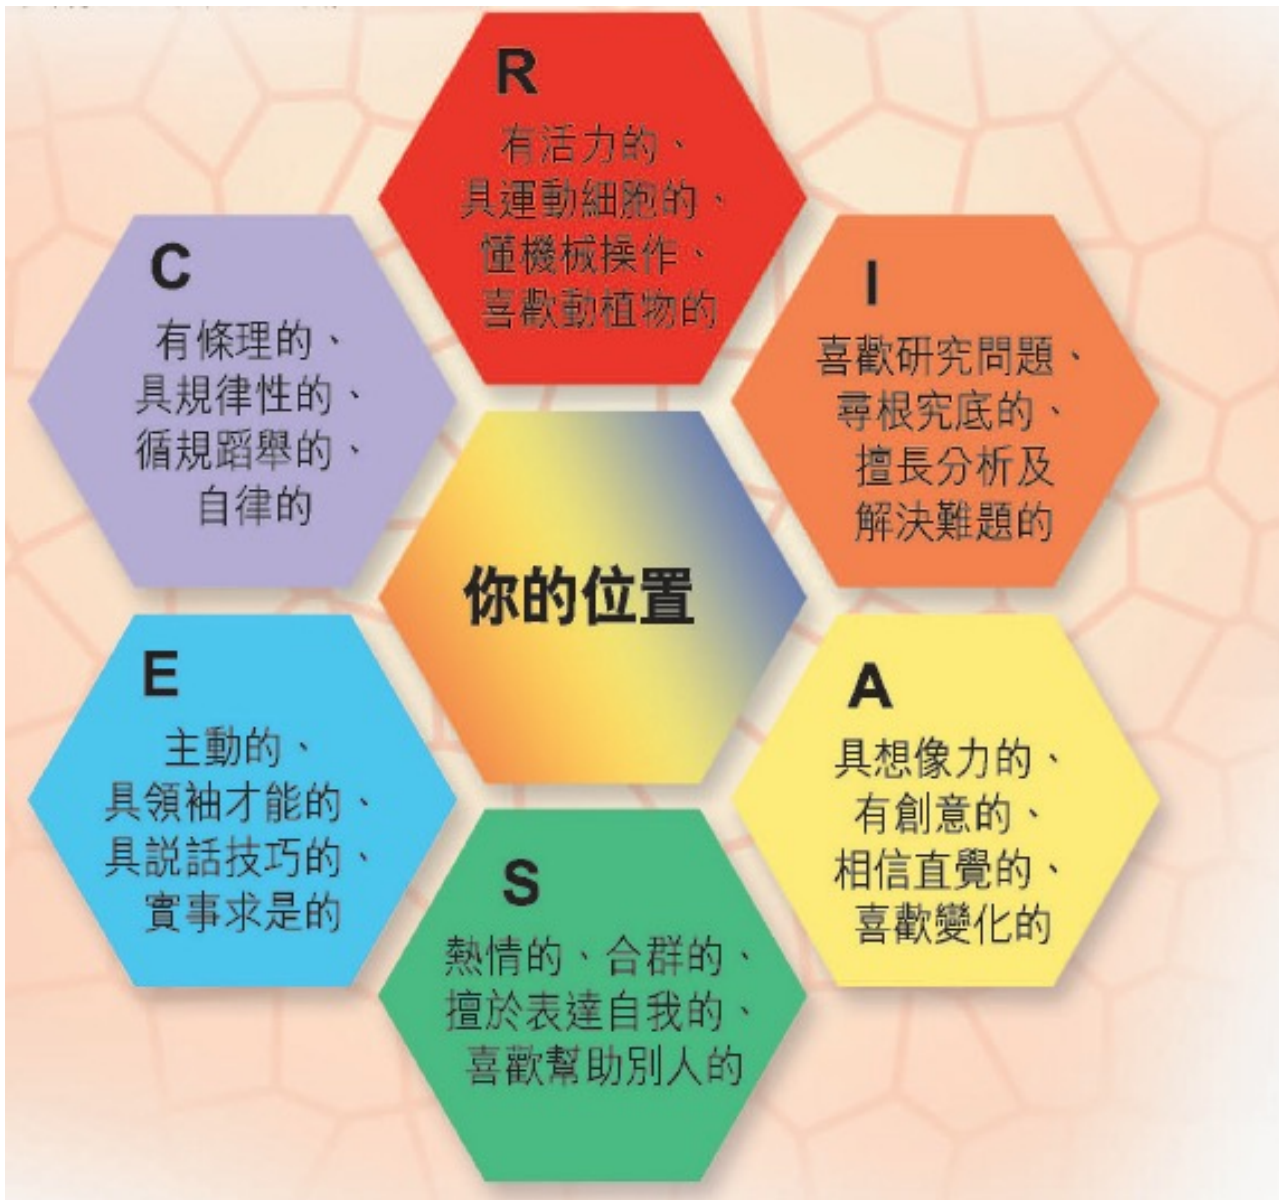 R
有活力的、
具運動細胞的、
懂機械操作、
喜歡動植物的
I
喜歡研究問題、
尋根究底的、
擅長分析及
解決難題的
A
具想像力的、
有創意的、
相信直覺的、
喜歡變化的
S
熱情的、合群的、
擅於表達自我的、
喜歡幫助別人的
E
主動的、
具領袖才能的、
具説話技巧的、
實事求是的
C
有條理的、
具規律性的、
循規蹈舉的、
自律的
你的位置